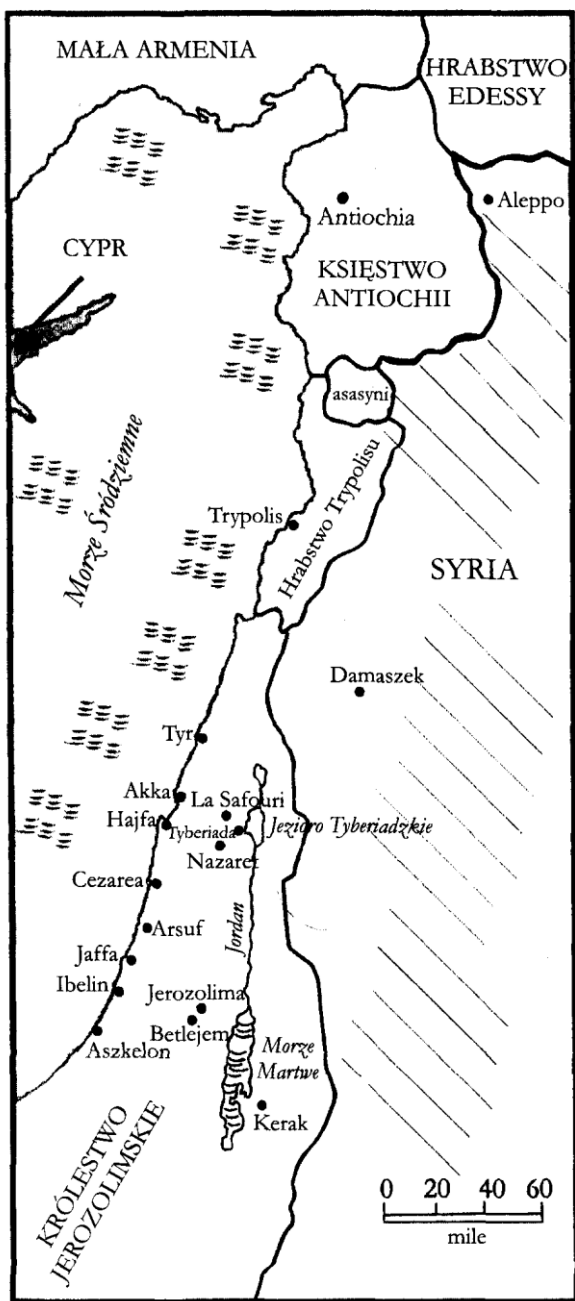 MAŁA ARMENIA
HRABSTWO
EDESSY
Antiochia
Aleppo
CYPR
KSIĘSTWO
ANTIOCHII
asasyni
Morze Śródziemne
Trypolis
Hrabstwo Trypolisu
SYRIA
Damaszek
Tyr
Akka
La Safouri
Hajfa
Tyberiada
Jezioro Tyberiadzkie
Nazaret
Cezarea
Jordan
Arsuf
Jaffa
Ibelin
Jerozolima
Betlejem
Aszkelon
Morze
Martwe
Kerak
KRÓLESTWO
JEROZOLIMSKIE
0 20 40 60
mile